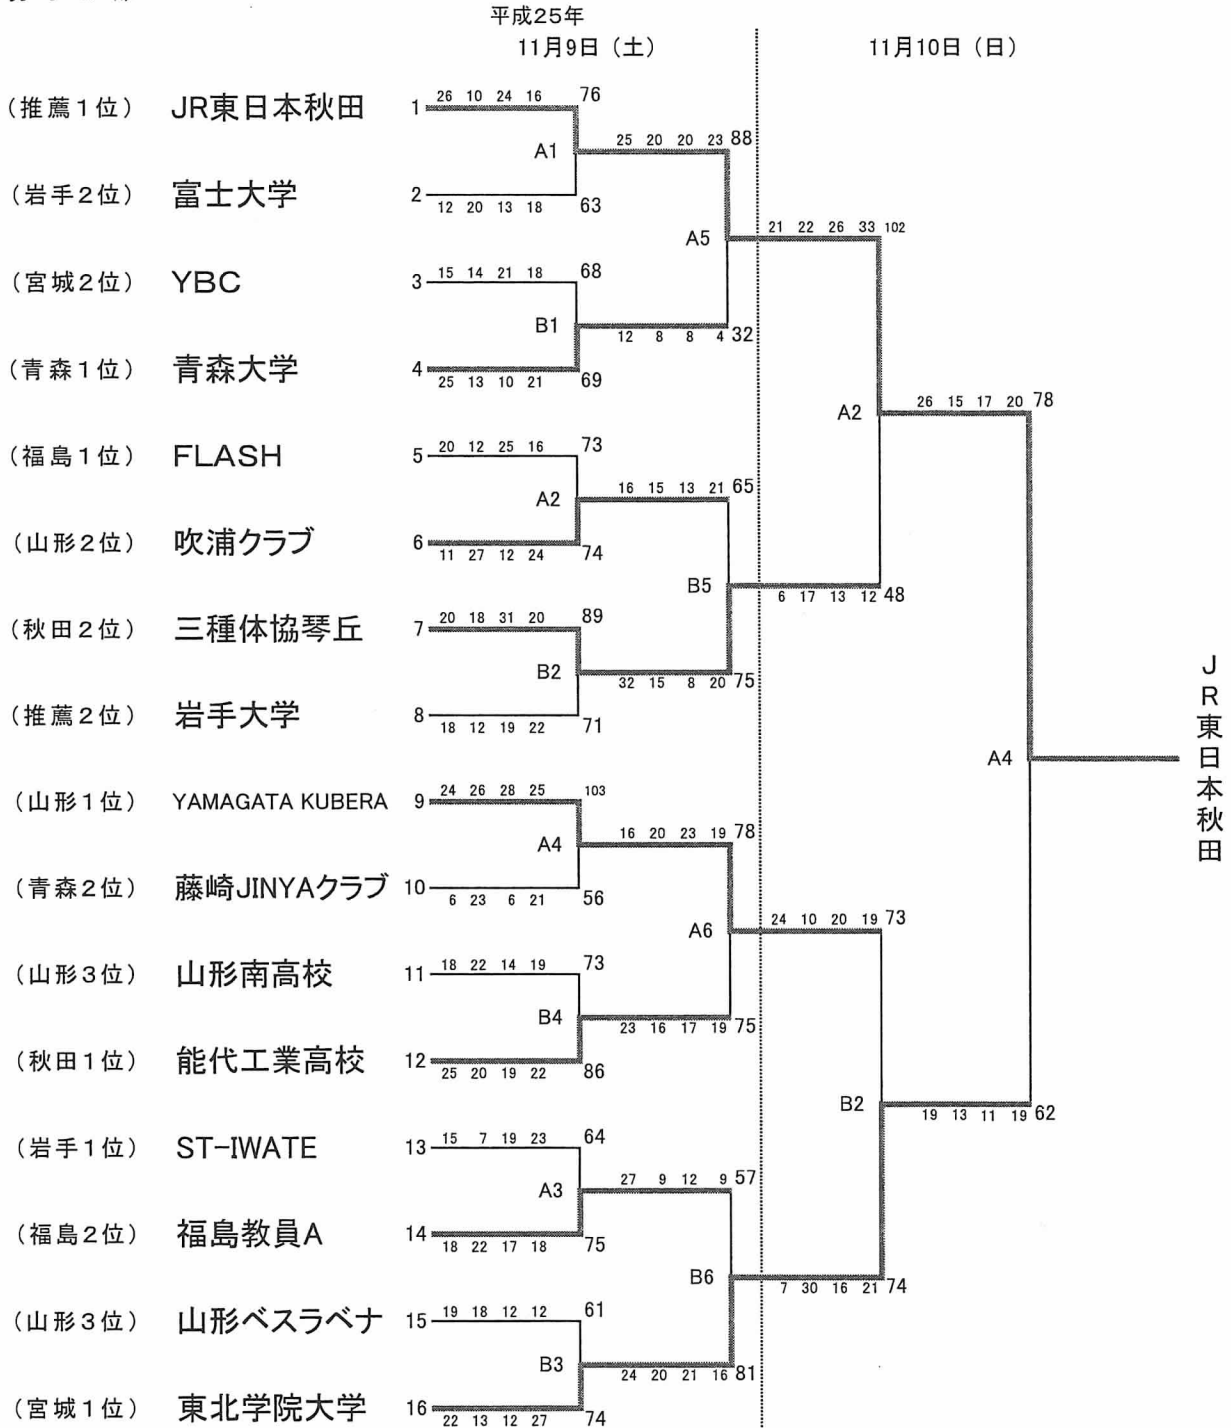 平成25年
11月9日（土）
11月10日（日）
26 10 24 16 76
（推薦1位） JR東日本秋田 1
A1
25 20 20 23 88
（岩手2位） 富士大学 2
12 20 13 18 63
A5
21 22 26 33 102
15 14 21 18 68
（宮城2位） YBC 3
B1
12 8 8 4 32
（青森1位） 青森大学 4
25 13 10 21 69
A2
26 15 17 20 78
20 12 25 16 73
（福島1位） FLASH 5
A2
16 15 13 21 65
（山形2位） 吹浦クラブ 6
11 27 12 24 74
B5
6 17 13 12 48
20 18 31 20 89
（秋田2位） 三種体協琴丘 7
B2
32 15 8 20 75
（推薦2位） 岩手大学 8
18 12 19 22 71
A4
JR東日本秋田
24 26 28 25 103
（山形1位） YAMAGATA KUBERA 9
A4
16 20 23 19 78
（青森2位） 藤崎JINYAクラブ 10
6 23 6 21 56
A6
24 10 20 19 73
18 22 14 19 73
（山形3位） 山形南高校 11
B4
23 16 17 19 75
（秋田1位） 能代工業高校 12
25 20 19 22 86
B2
19 13 11 19 62
15 7 19 23 64
（岩手1位） ST-IWATE 13
A3
27 9 12 9 57
（福島2位） 福島教員A 14
18 22 17 18 75
B6
7 30 16 21 74
19 18 12 12 61
（山形3位） 山形ベスラベナ 15
B3
24 20 21 16 81
（宮城1位） 東北学院大学 16
22 13 12 27 74